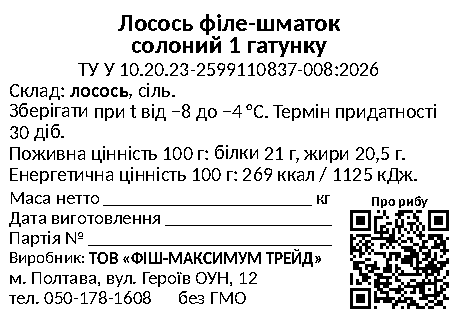 Лосось філе-шматок
солоний 1 гатунку
ТУ У 10.20.23-2599110837-008:2026
Склад: лосось, сіль.
Зберігати при t від −8 до −4 °С. Термін придатності
30 діб.
Поживна цінність 100 г: білки 21 г, жири 20,5 г.
Енергетична цінність 100 г: 269 ккал / 1125 кДж.
Маса нетто ______________________ кг
Дата виготовлення __________________
Партія № __________________________
Про рибу
Виробник: ТОВ «ФІШ-МАКСИМУМ ТРЕЙД»
м. Полтава, вул. Героїв ОУН, 12
тел. 050-178-1608 без ГМО